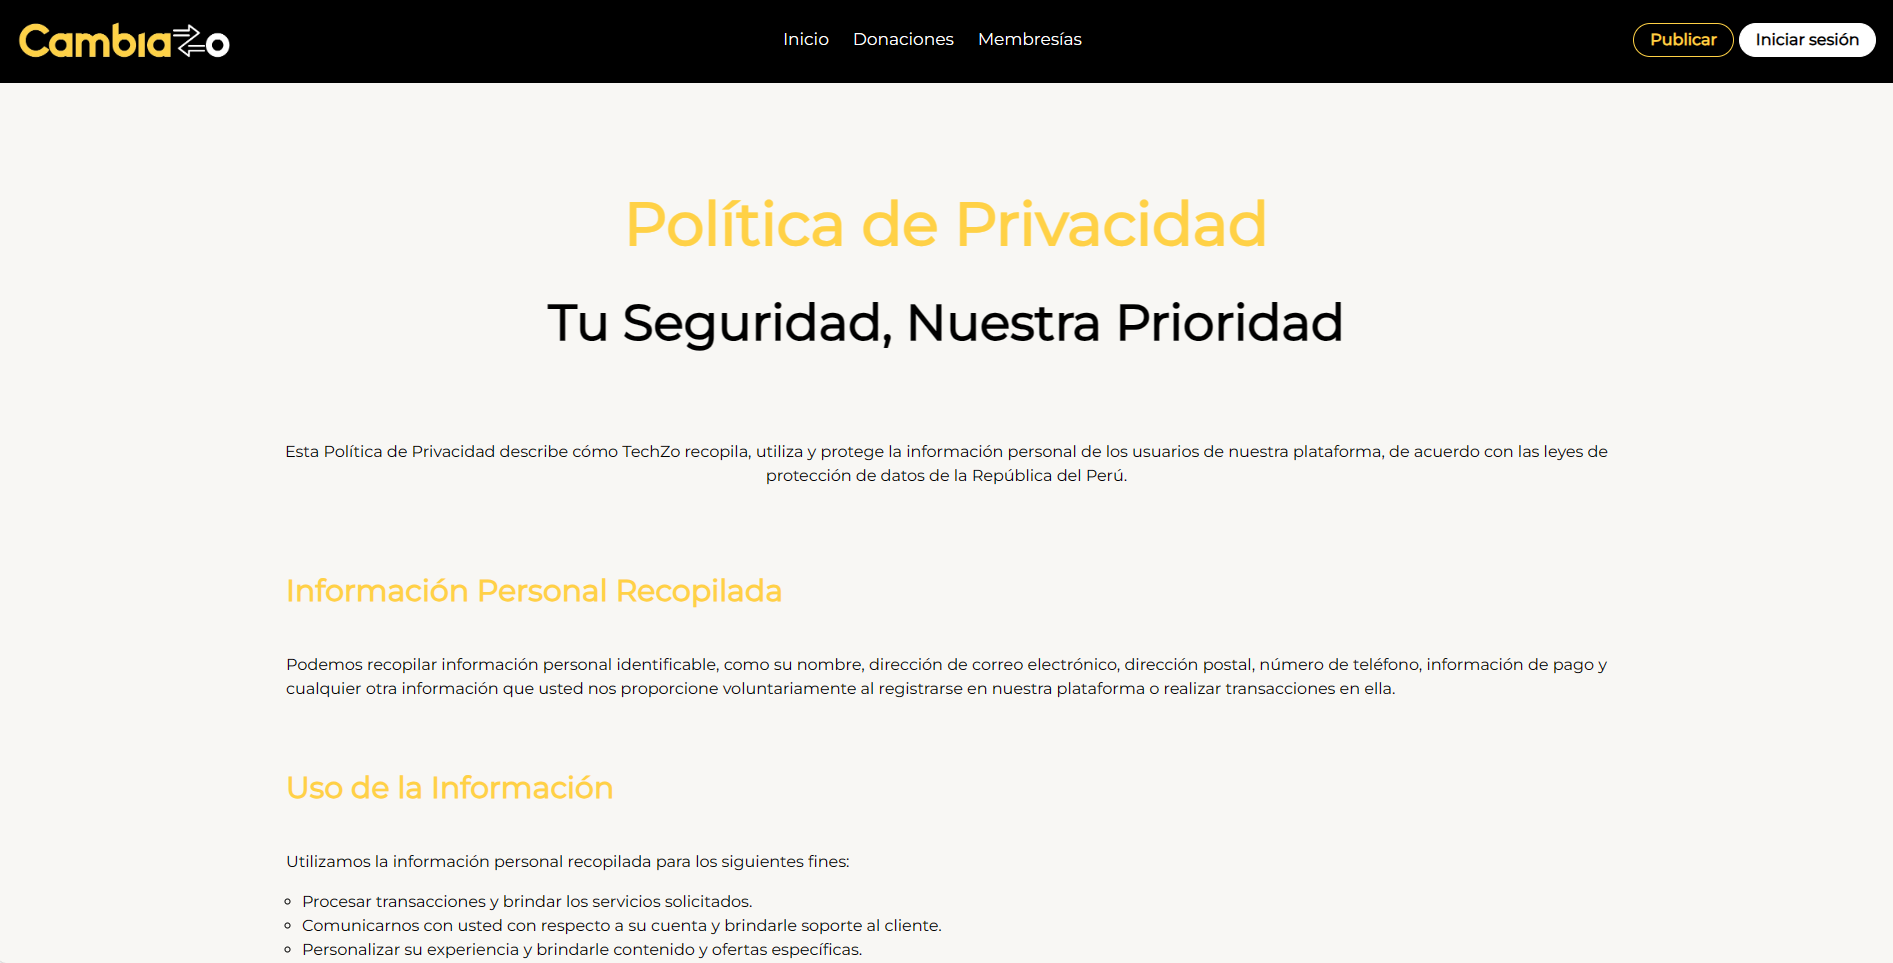 CambiaZo
Inicio
Donaciones
Membresías
Publicar
Iniciar sesión
Política de Privacidad
Tu Seguridad, Nuestra Prioridad
Esta Política de Privacidad describe cómo TechZo recopila, utiliza y protege la información personal de los usuarios de nuestra plataforma, de acuerdo con las leyes de
protección de datos de la República del Perú.
Información Personal Recopilada
Podemos recopilar información personal identificable, como su nombre, dirección de correo electrónico, dirección postal, número de teléfono, información de pago y
cualquier otra información que usted nos proporcione voluntariamente al registrarse en nuestra plataforma o realizar transacciones en ella.
Uso de la Información
Utilizamos la información personal recopilada para los siguientes fines:
Procesar transacciones y brindar los servicios solicitados.
Comunicarnos con usted con respecto a su cuenta y brindarle soporte al cliente.
Personalizar su experiencia y brindarle contenido y ofertas específicas.